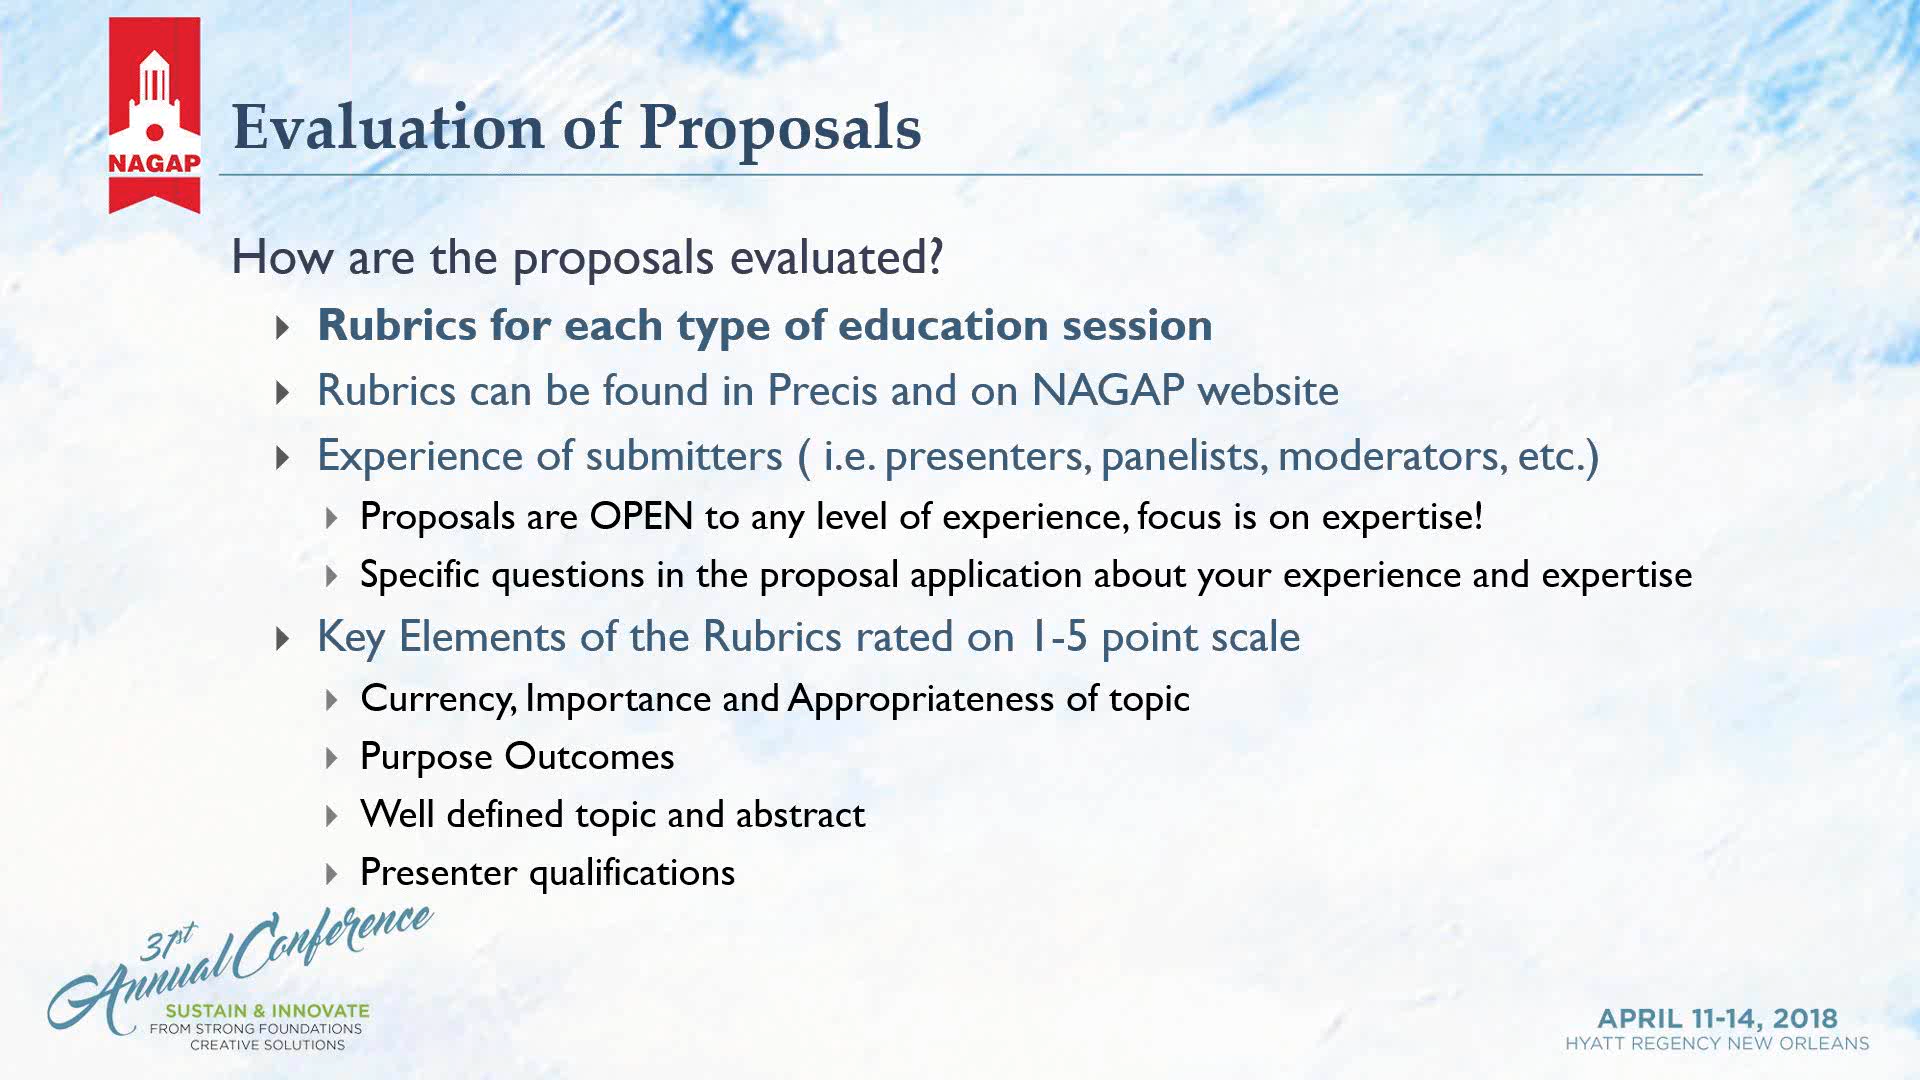 NAGAP
Evaluation of Proposals
How are the proposals evaluated?
Rubrics for each type of education session
Rubrics can be found in Precis and on NAGAP website
Experience of submitters ( i.e. presenters, panelists, moderators, etc.)
Proposals are OPEN to any level of experience, focus is on expertise!
Specific questions in the proposal application about your experience and expertise
Key Elements of the Rubrics rated on 1-5 point scale
Currency, Importance and Appropriateness of topic
Purpose Outcomes
Well defined topic and abstract
Presenter qualifications
31st
Annual Conference
SUSTAIN & INNOVATE
FROM STRONG FOUNDATIONS
CREATIVE SOLUTIONS
APRIL 11-14, 2018
HYATT REGENCY NEW ORLEANS